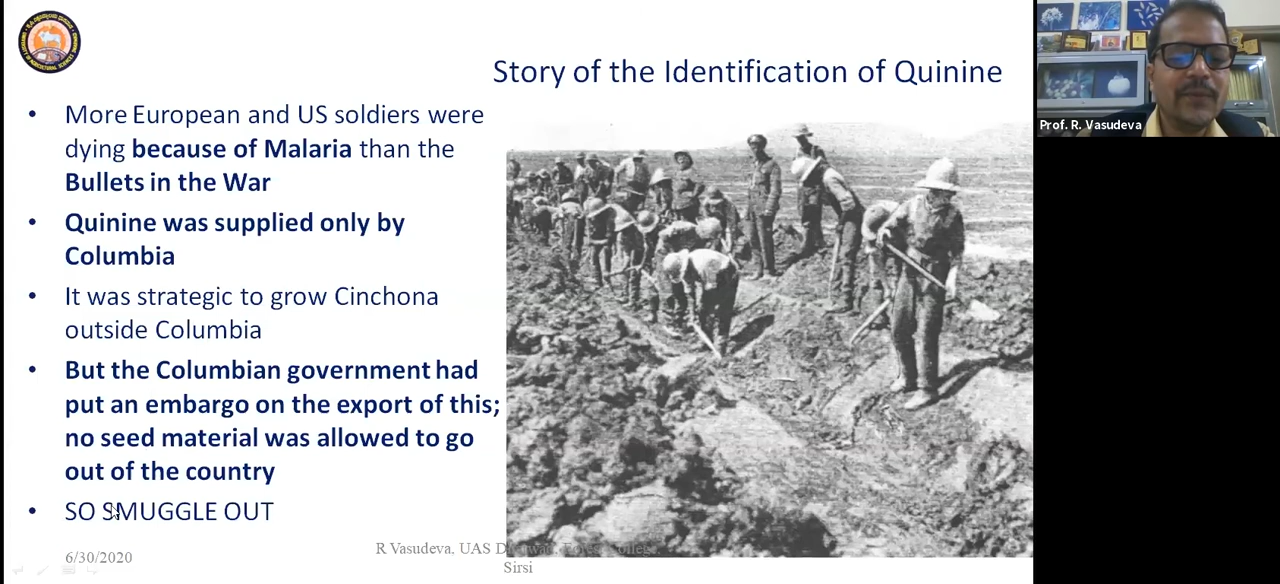 Story of the Identification of Quinine
• More European and US soldiers were
dying because of Malaria than the
Bullets in the War
• Quinine was supplied only by
Columbia
• It was strategic to grow Cinchona
outside Columbia
• But the Columbian government had
put an embargo on the export of this;
no seed material was allowed to go
out of the country
• SO SMUGGLE OUT
6/30/2020
R Vasudeva, UAS Dharwad, Forest College,
Sirsi
Prof. R. Vasudeva